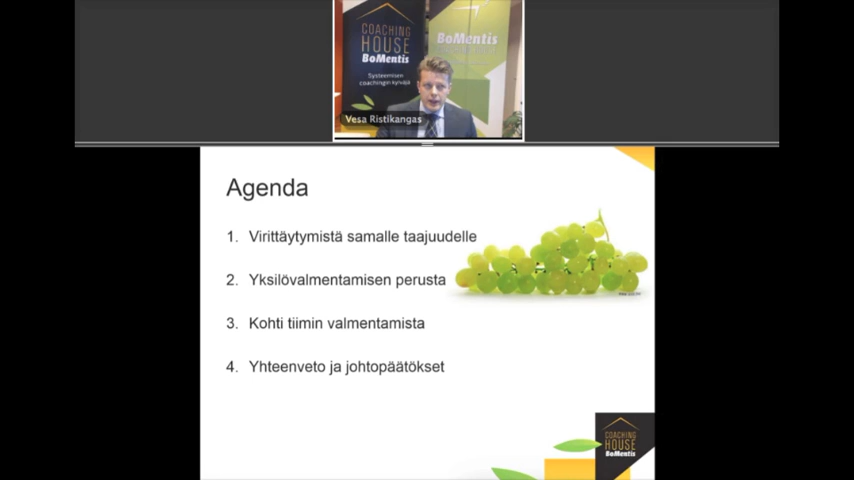 COACHING
HOUSE
BoMentis
Systeemisen
coachingin kehittäjä
BoMentis
Vesa Ristikangas
Agenda
1. Virittäytymistä samalle taajuudelle
2. Yksilövalmentamisen perusta
3. Kohti tiimin valmentamista
4. Yhteenveto ja johtopäätökset
COACHING
HOUSE
BoMentis